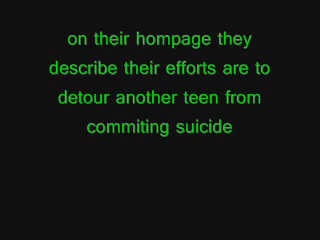 on their hompage they
describe their efforts are to
detour another teen from
commiting suicide